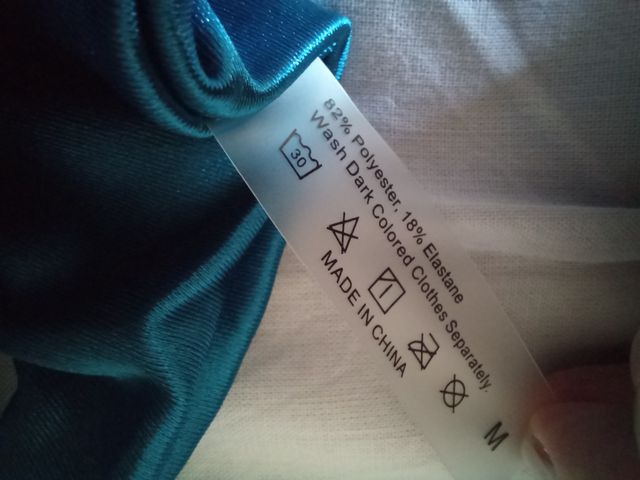 82% Polyester, 18% Elastane
Wash Dark Colored Clothes Separately.
30
MADE IN CHINA
M